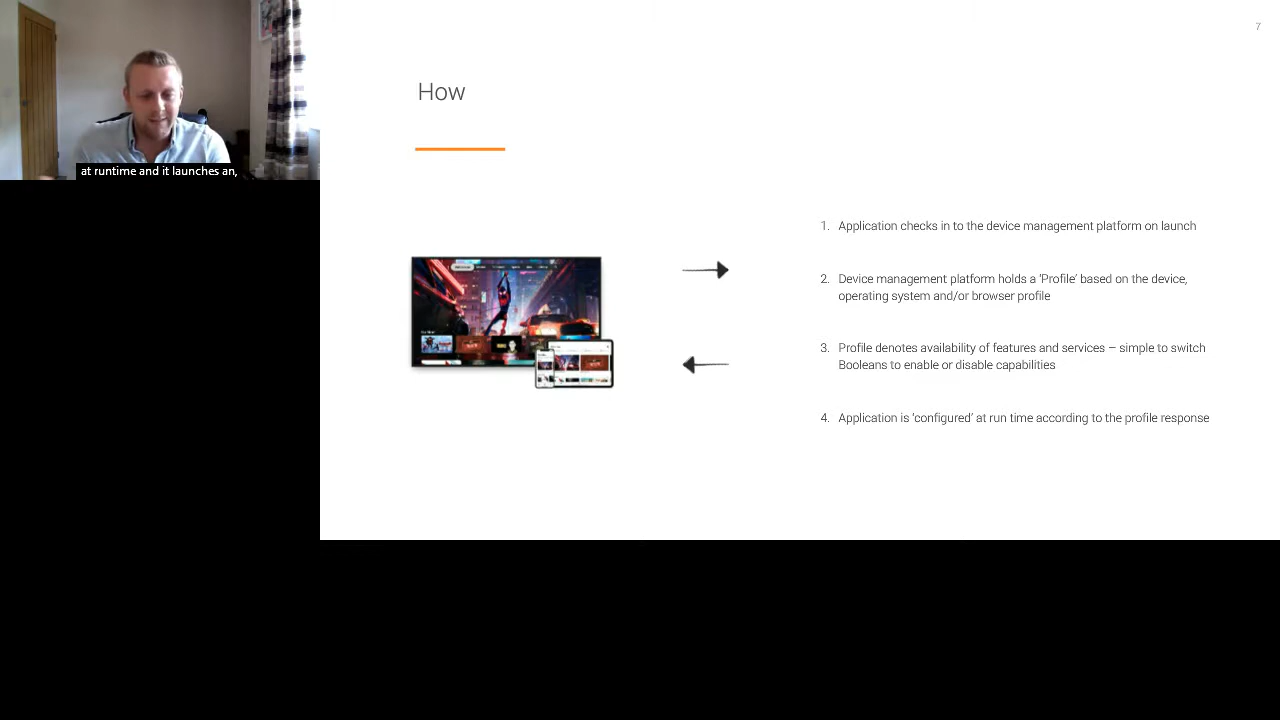 7
How
at runtime and it launches an,
1. Application checks in to the device management platform on launch
2. Device management platform holds a ‘Profile’ based on the device,
operating system and/or browser profile
3. Profile denotes availability of features and services – simple to switch
Booleans to enable or disable capabilities
4. Application is ‘configured’ at run time according to the profile response